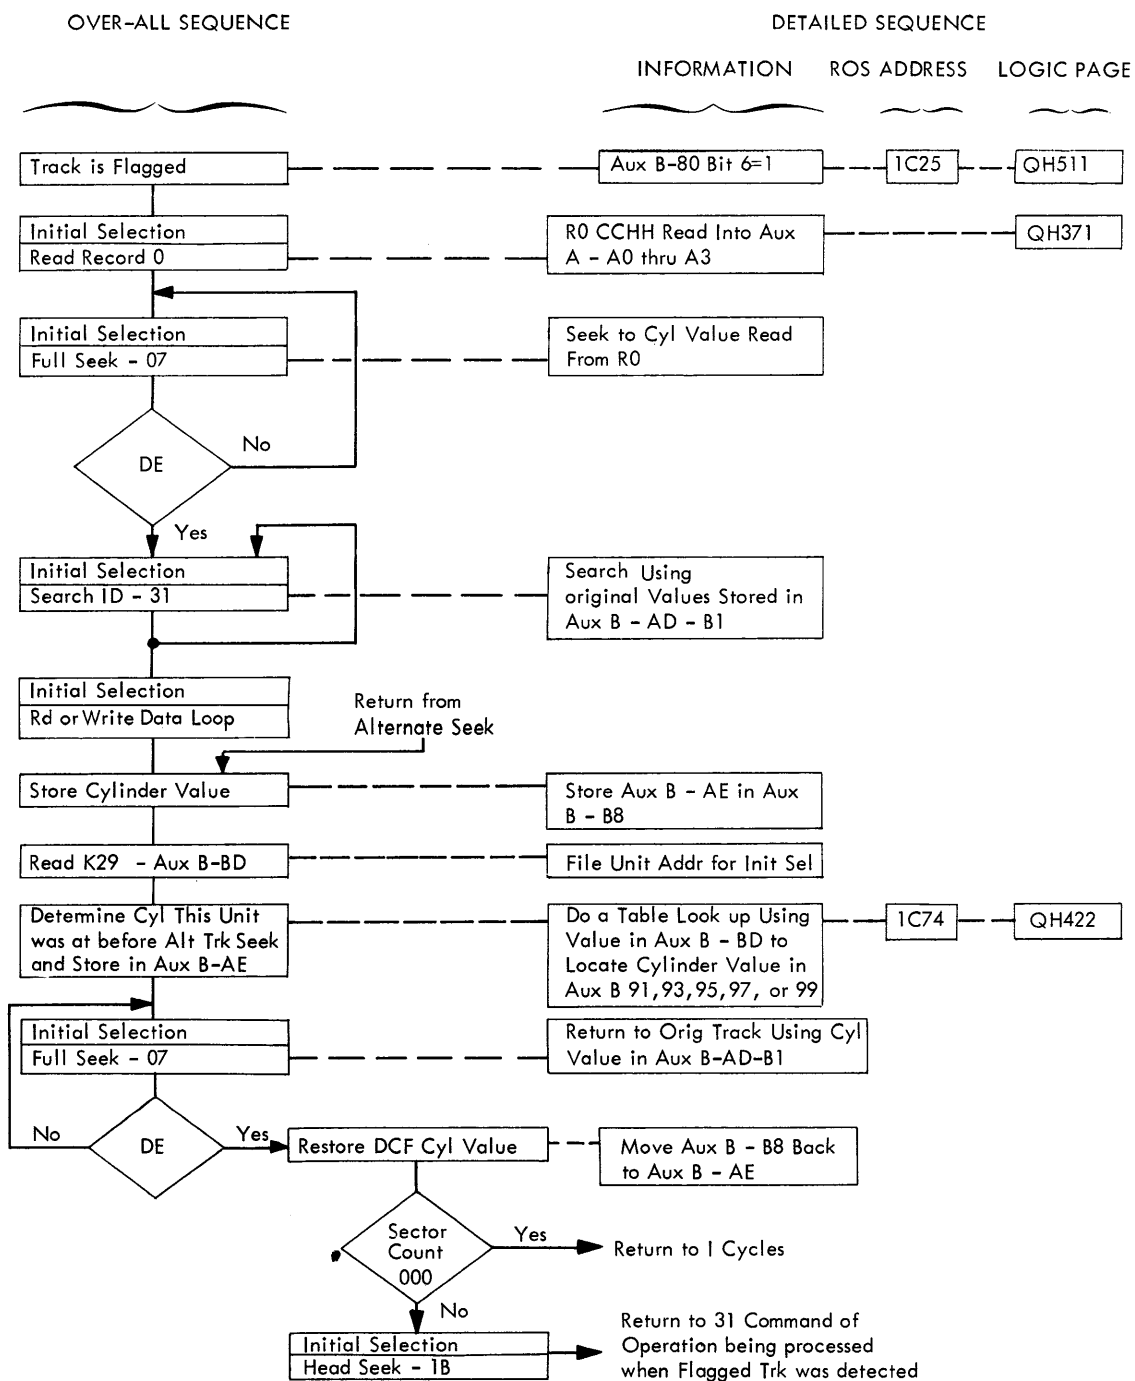 OVER-ALL SEQUENCE
DETAILED SEQUENCE
INFORMATION
ROS ADDRESS
LOGIC PAGE
Track is Flagged
Aux B-80 Bit 6=1
1C25
QH511
Initial Selection
Read Record 0
R0 CCHH Read Into Aux
A - A0 thru A3
QH371
Initial Selection
Full Seek - 07
Seek to Cyl Value Read
From R0
DE
No
Yes
Initial Selection
Search ID - 31
Search Using
original Values Stored in
Aux B - AD - B1
Initial Selection
Rd or Write Data Loop
Return from
Alternate Seek
Store Cylinder Value
Store Aux B - AE in Aux
B - B8
Read K29 - Aux B-BD
File Unit Addr for Init Sel
Detemine Cyl This Unit
was at before Alt Trk Seek
and Store in Aux B-AE
Do a Table Look up Using
Value in Aux B - BD to
Locate Cylinder Value in
Aux B 91,93,95,97, or 99
1C74
QH422
Initial Selection
Full Seek - 07
Return to Orig Track Using Cyl
Value in Aux B-AD-B1
No
DE
Yes
Restore DCF Cyl Value
Move Aux B - B8 Back
to Aux B - AE
Sector
Count
000
Yes
Return to I Cycles
No
Initial Selection
Head Seek - 1B
Return to 31 Command of
Operation being processed
when Flagged Trk was detected